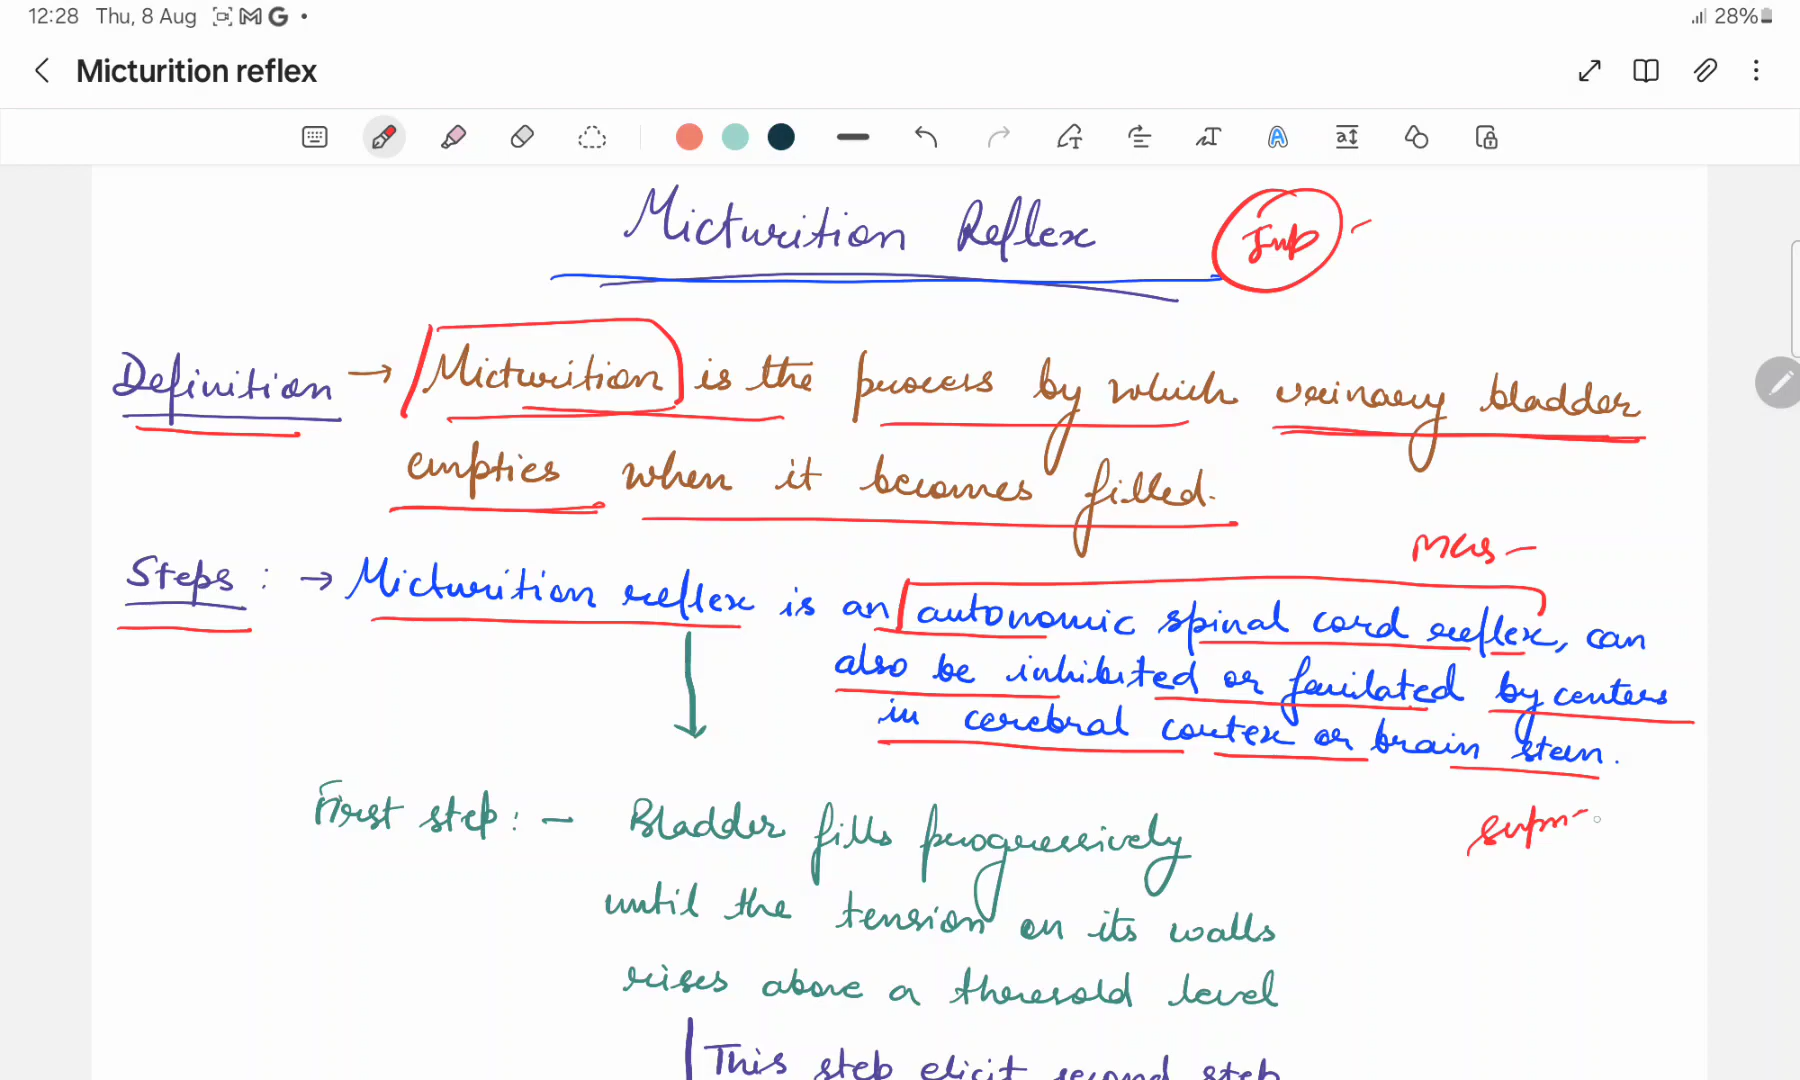 12:28 Thu, 8 Aug 28%
Micturition reflex
Micturition Reflex Imp -
Definition → Micturition is the process by which urinary bladder
empties when it becomes filled.
MCQs -
Steps : → Micturition reflex is an autonomic spinal cord reflex, can
also be inhibited or faciliated by centers
in cerebral cortex or brain stem.
First step : - Bladder fills progressively
until the tension on its walls
rises above a theresold level
This step elicit second step